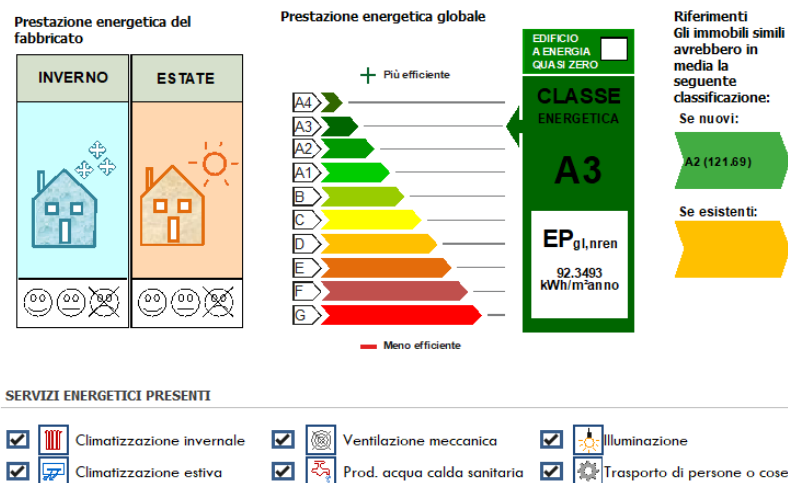 Prestazione energetica del
fabbricato
INVERNO
ESTATE
Prestazione energetica globale
Più efficiente
A4
A3
A2
A1
B
C
D
E
F
G
Meno efficiente
EDIFICIO
A ENERGIA
QUASI ZERO
CLASSE
ENERGETICA
A3
EPgl,nren
92.3493
kWh/m²anno
Riferimenti
Gli immobili simili
avrebbero in
media la
seguente
classificazione:
Se nuovi:
A2 (121.69)
Se esistenti:
SERVIZI ENERGETICI PRESENTI
Climatizzazione invernale
Ventilazione meccanica
Illuminazione
Climatizzazione estiva
Prod. acqua calda sanitaria
Trasporto di persone o cose